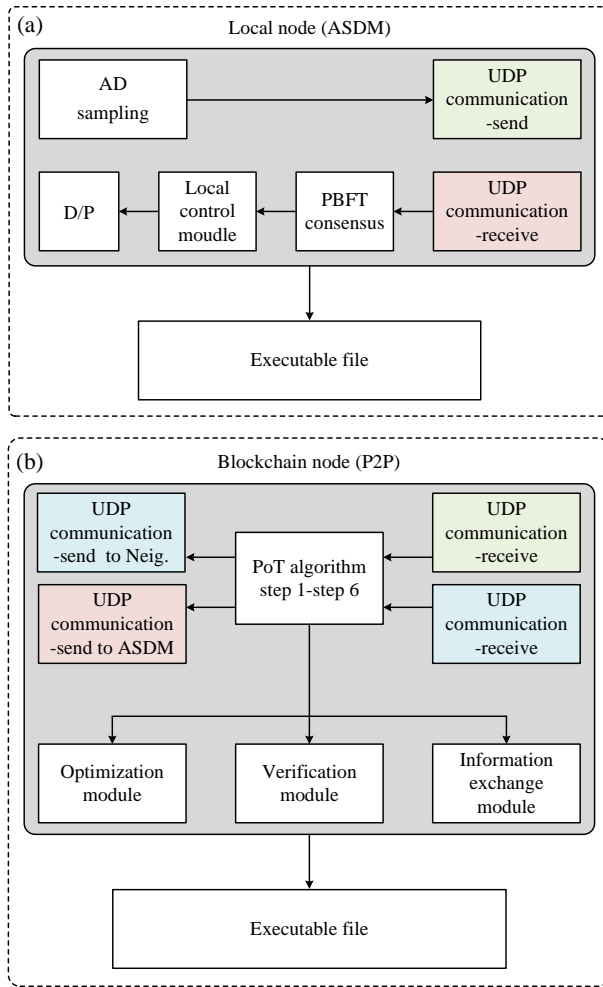 (a)
Local node (ASDM)
AD
sampling
UDP
communication
-send
D/P
Local
control
moudle
PBFT
consensus
UDP
communication
-receive
Executable file
(b)
Blockchain node (P2P)
UDP
communication
-send to Neig.
UDP
communication
-send to ASDM
PoT algorithm
step 1-step 6
UDP
communication
-receive
UDP
communication
-receive
Optimization
module
Verification
module
Information
exchange
module
Executable file